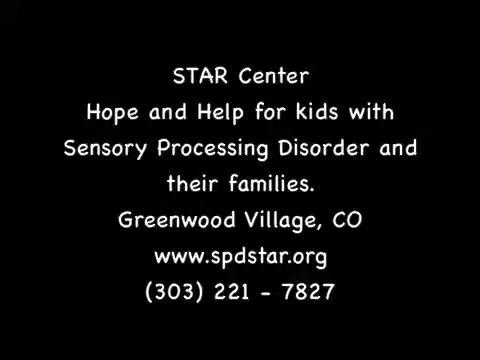 STAR Center
Hope and Help for kids with
Sensory Processing Disorder and
their families.
Greenwood Village, CO
www.spdstar.org
(303) 221 - 7827